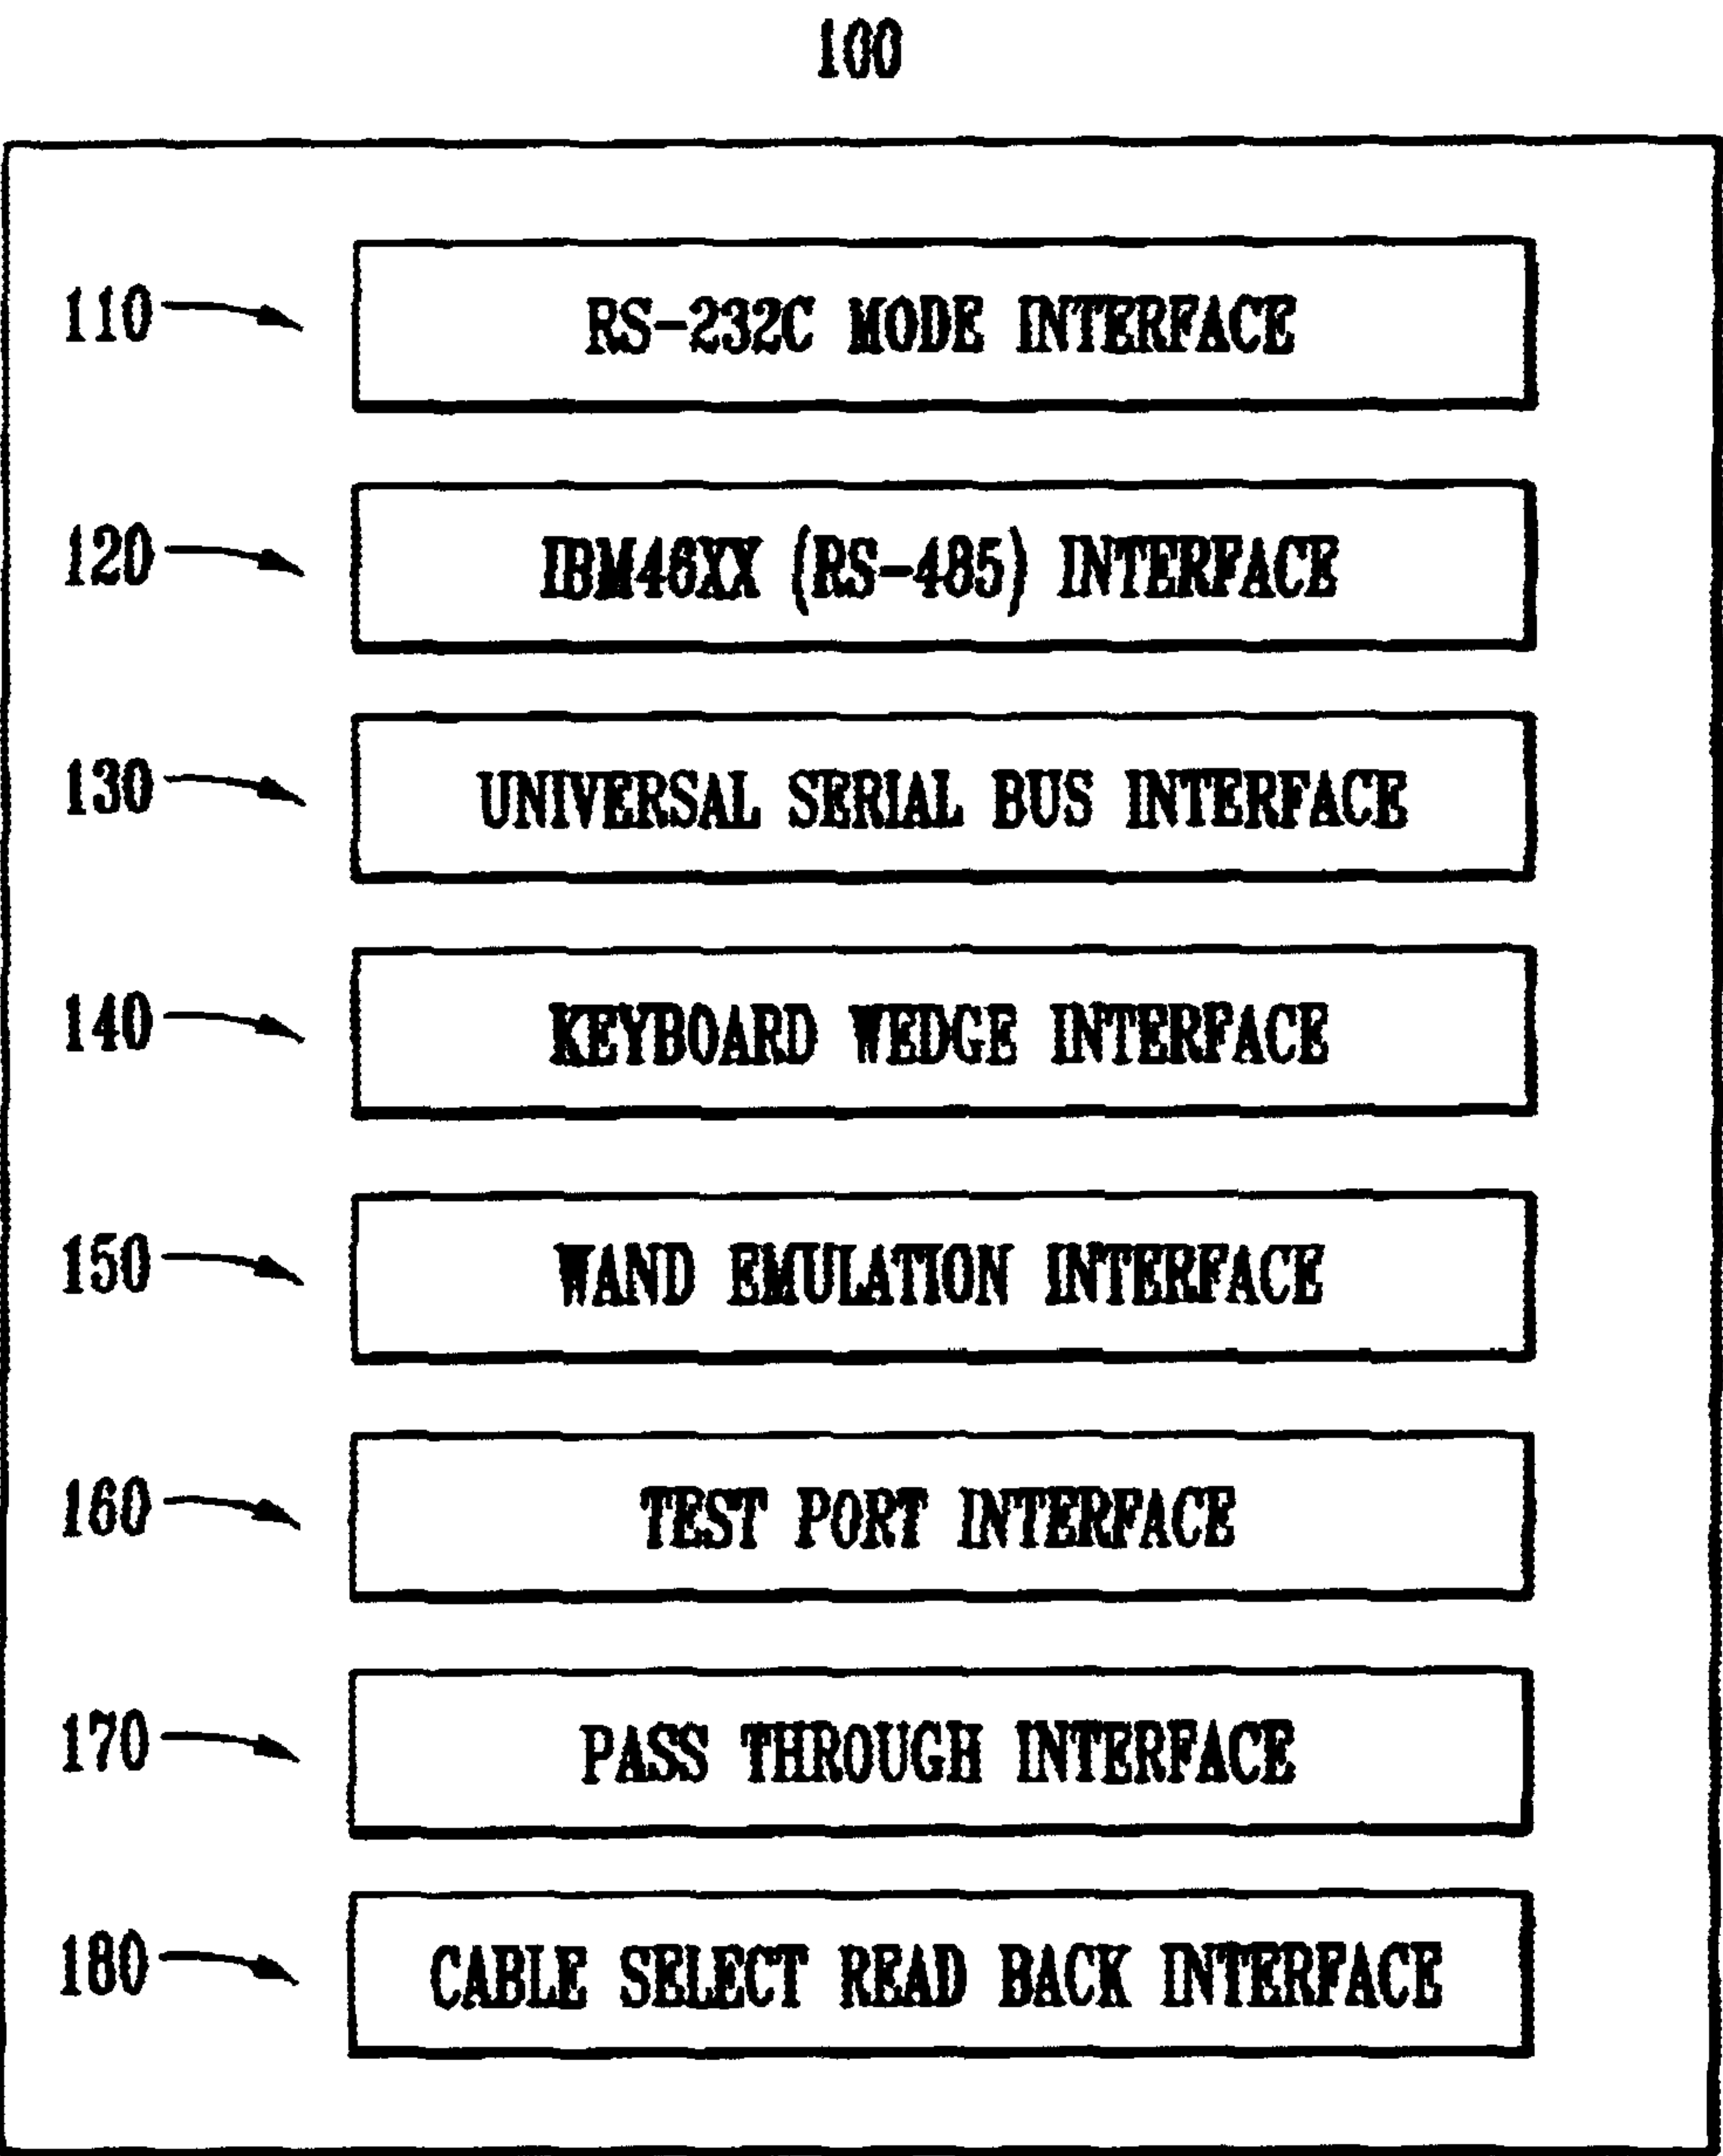 100
110 RS-232C MODE INTERFACE
120 IBM46XX (RS-485) INTERFACE
130 UNIVERSAL SERIAL BUS INTERFACE
140 KEYBOARD WEDGE INTERFACE
150 WAND EMULATION INTERFACE
160 TEST PORT INTERFACE
170 PASS THROUGH INTERFACE
180 CABLE SELECT READ BACK INTERFACE